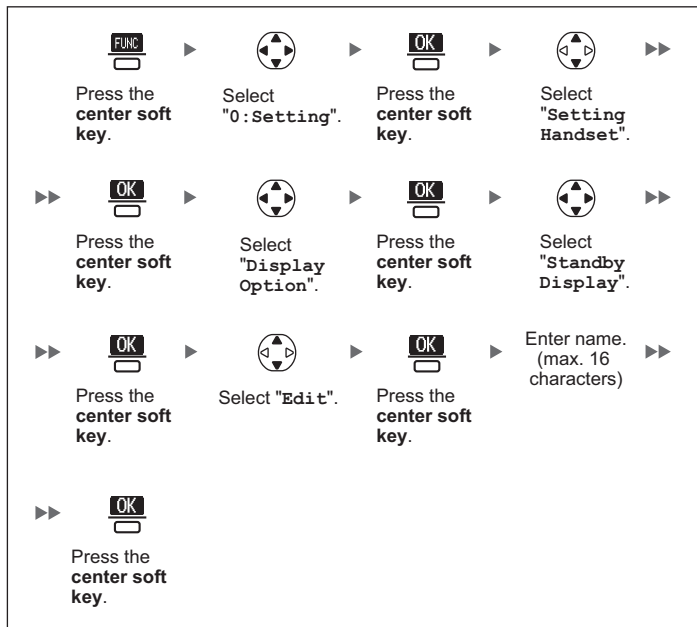 FUNC
Press the
center soft
key.
Select
"0:Setting".
OK
Press the
center soft
key.
Select
"Setting
Handset".
OK
Press the
center soft
key.
Select
"Display
Option".
OK
Press the
center soft
key.
Select
"Standby
Display".
OK
Press the
center soft
key.
Select "Edit".
OK
Press the
center soft
key.
Enter name.
(max. 16
characters)
OK
Press the
center soft
key.